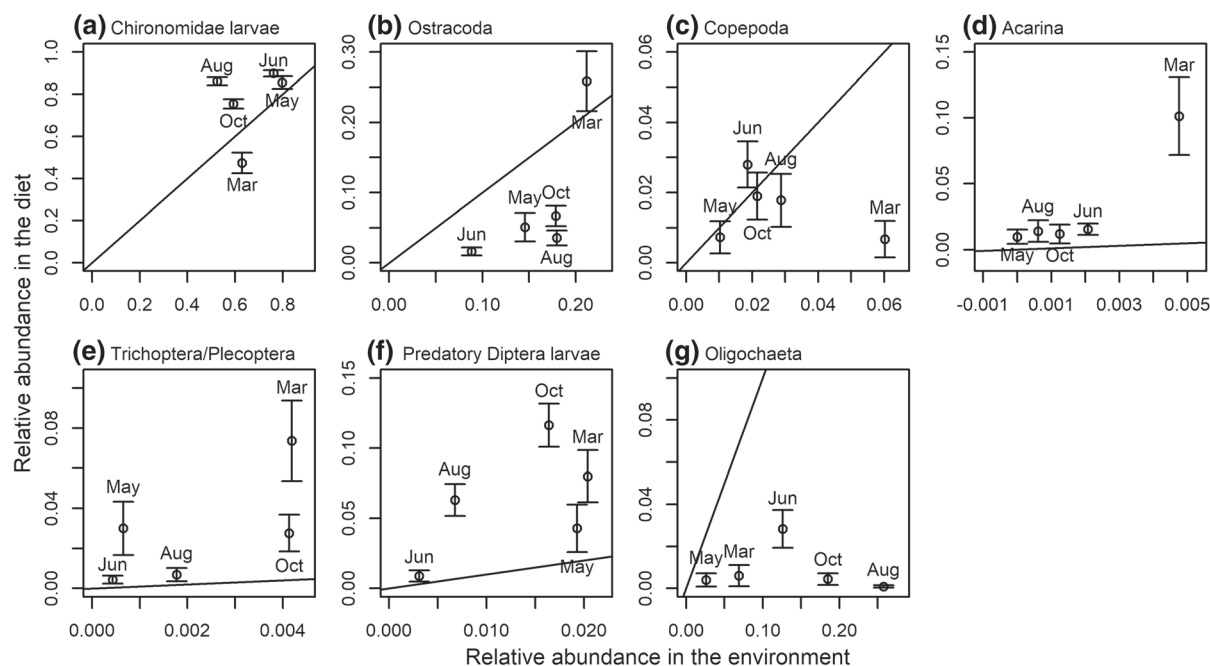 (a) Chironomidae larvae
(b) Ostracoda
(c) Copepoda
(d) Acarina
Relative abundance in the diet
1.0
0.8
0.6
0.4
0.2
0.0
Aug
Jun
Oct
May
Mar
0.0 0.2 0.4 0.6 0.8
0.30
0.20
0.10
0.00
Mar
May
Oct
Jun
Aug
0.00 0.10 0.20
0.06
0.04
0.02
0.00
Jun
Aug
May
Oct
Mar
0.00 0.02 0.04 0.06
0.15
0.10
0.05
0.00
Mar
Aug
Jun
May
Oct
-0.001 0.001 0.003 0.005
(e) Trichoptera/Plecoptera
(f) Predatory Diptera larvae
(g) Oligochaeta
0.08
0.04
0.00
Mar
May
Jun
Aug
Oct
0.000 0.002 0.004
0.15
0.10
0.05
0.00
Oct
Mar
Aug
Jun
May
0.000 0.010 0.020
0.08
0.04
0.00
Jun
May
Mar
Oct
Aug
0.00 0.10 0.20
Relative abundance in the environment